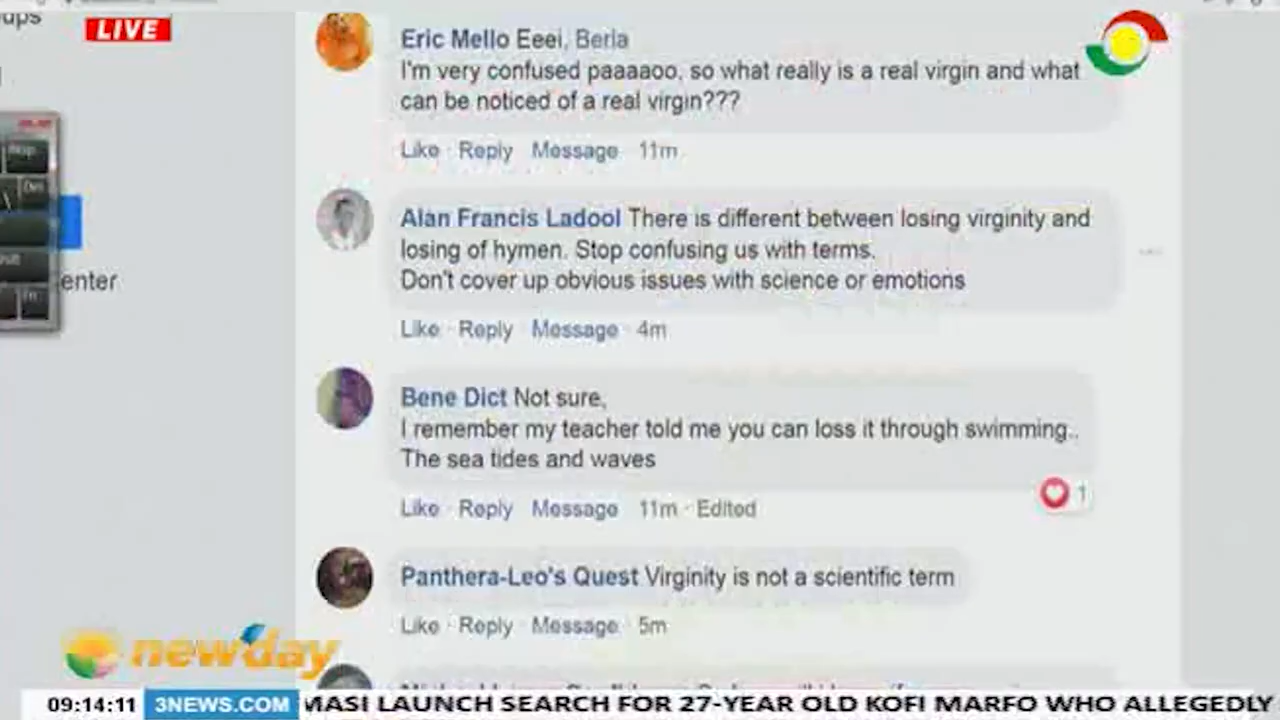 ups
LIVE
Eric Mello Eeei, Berla
I'm very confused paaaaoo, so what really is a real virgin and what
can be noticed of a real virgin???
Like · Reply · Message · 11m
Alan Francis Ladool There is different between losing virginity and
losing of hymen. Stop confusing us with terms.
Don't cover up obvious issues with science or emotions
enter
Like · Reply · Message · 4m
Bene Dict Not sure,
I remember my teacher told me you can loss it through swimming..
The sea tides and waves
1
Like · Reply · Message · 11m · Edited
Panthera-Leo's Quest Virginity is not a scientific term
Like · Reply · Message · 5m
newday
09:14:11 3NEWS.COM MASI LAUNCH SEARCH FOR 27-YEAR OLD KOFI MARFO WHO ALLEGEDLY